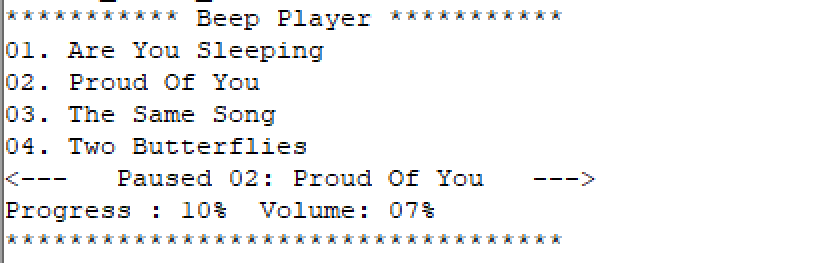 *********** Beep Player ***********
01. Are You Sleeping
02. Proud Of You
03. The Same Song
04. Two Butterflies
<---   Paused 02: Proud Of You   --->
Progress : 10%  Volume: 07%
***********************************